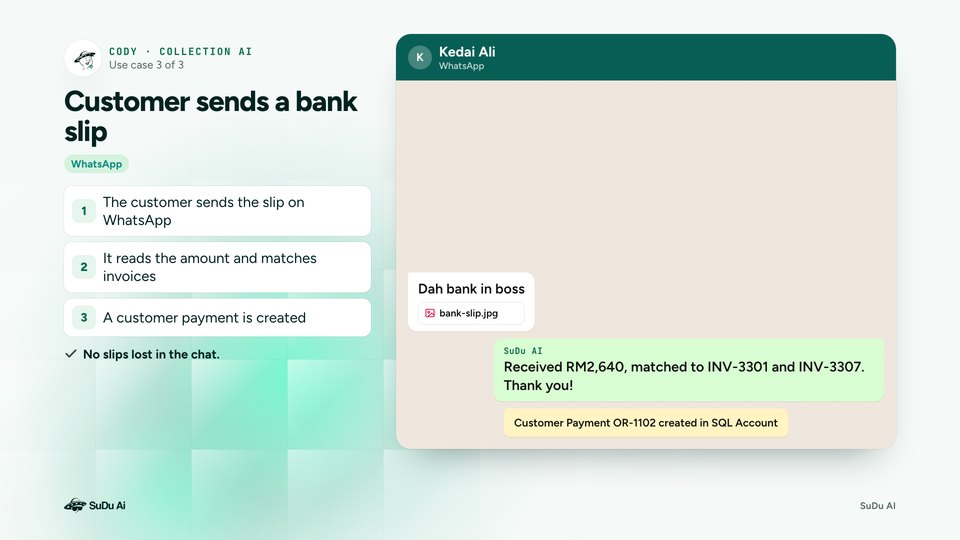 CODY · COLLECTION AI
Use case 3 of 3
Customer sends a bank
slip
WhatsApp
1
The customer sends the slip on
WhatsApp
2
It reads the amount and matches
invoices
3
A customer payment is created
No slips lost in the chat.
K
Kedai Ali
WhatsApp
Dah bank in boss
bank-slip.jpg
SuDu AI
Received RM2,640, matched to INV-3301 and INV-3307.
Thank you!
Customer Payment OR-1102 created in SQL Account
SuDu Ai
SuDu AI